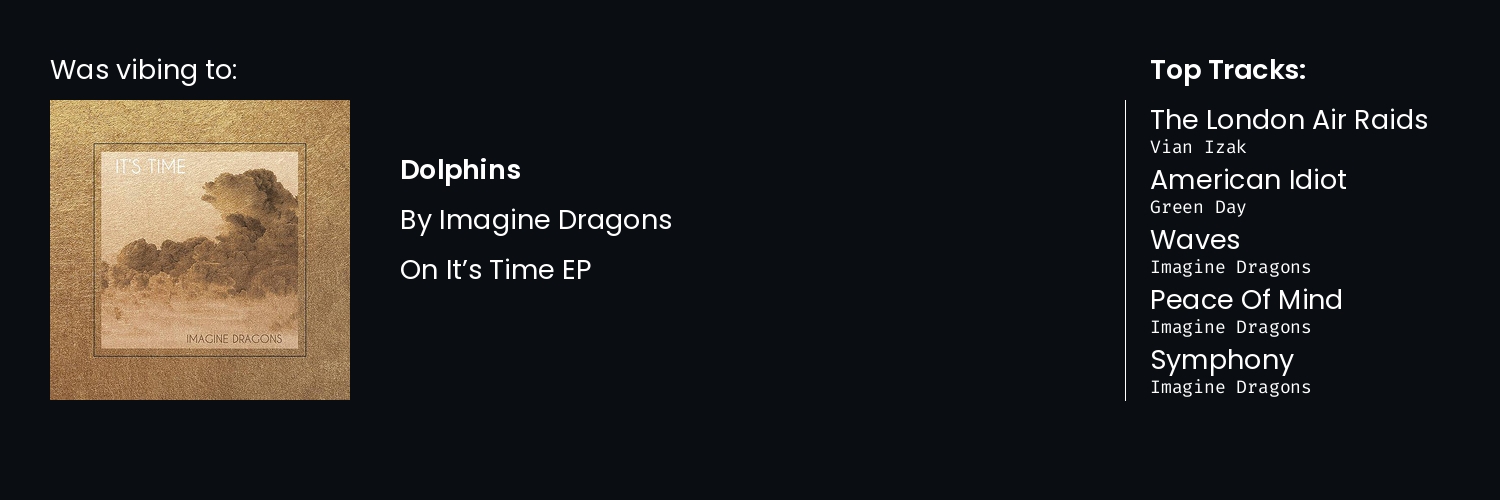 Was vibing to:
IT'S TIME
IMAGINE DRAGONS
Dolphins
By Imagine Dragons
On It’s Time EP
Top Tracks:
The London Air Raids
Vian Izak
American Idiot
Green Day
Waves
Imagine Dragons
Peace Of Mind
Imagine Dragons
Symphony
Imagine Dragons